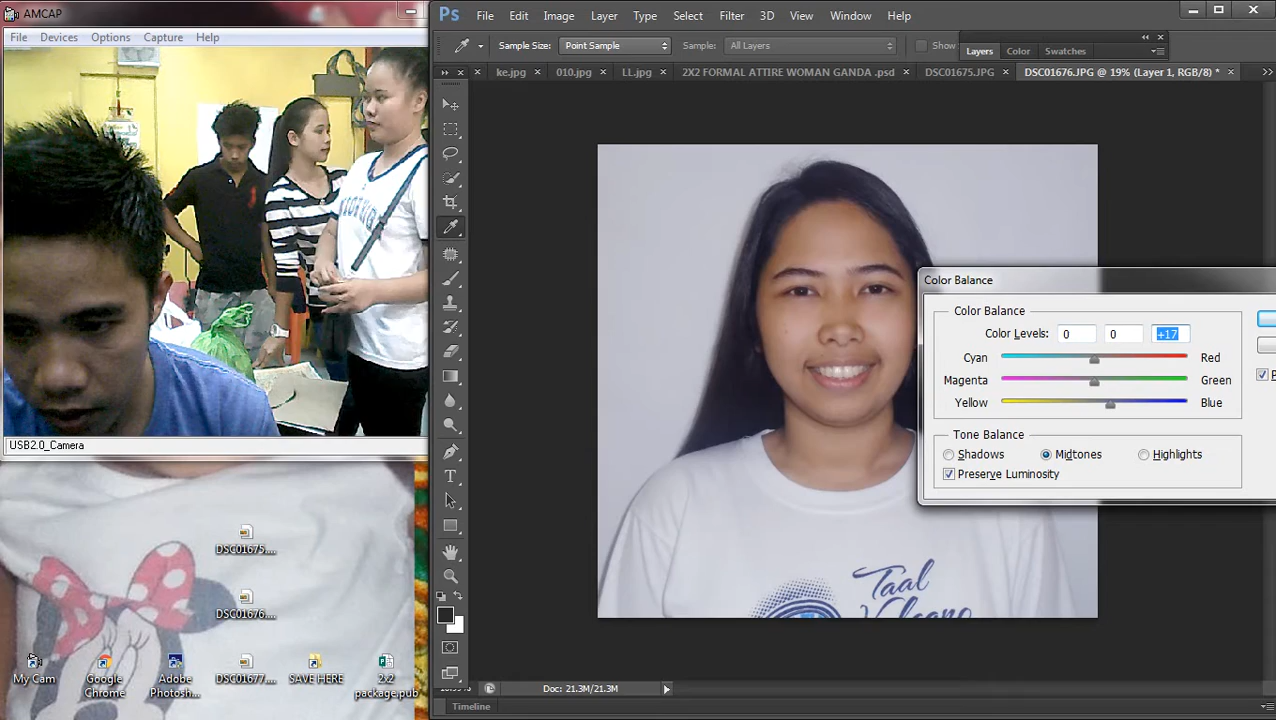 AMCAP
File Devices Options Capture Help
USB2.0_Camera
DSC01675....
DSC01676....
My Cam
Google
Chrome
Adobe
Photosh...
DSC01677....
SAVE HERE
2x2
package.pub
Ps File Edit Image Layer Type Select Filter 3D View Window Help
Sample Size: Point Sample Sample: All Layers Show
Layers Color Swatches
ke.jpg × 010.jpg × LL.jpg × 2X2 FORMAL ATTIRE WOMAN GANDA .psd × DSC01675.JPG × DSC01676.JPG @ 19% (Layer 1, RGB/8) * ×
Color Balance
Color Balance
Color Levels: 0 0 +17
Cyan Red
Magenta Green
Yellow Blue
Tone Balance
Shadows Midtones Highlights
Preserve Luminosity
Taal
Volcano
Doc: 21.3M/21.3M
Timeline